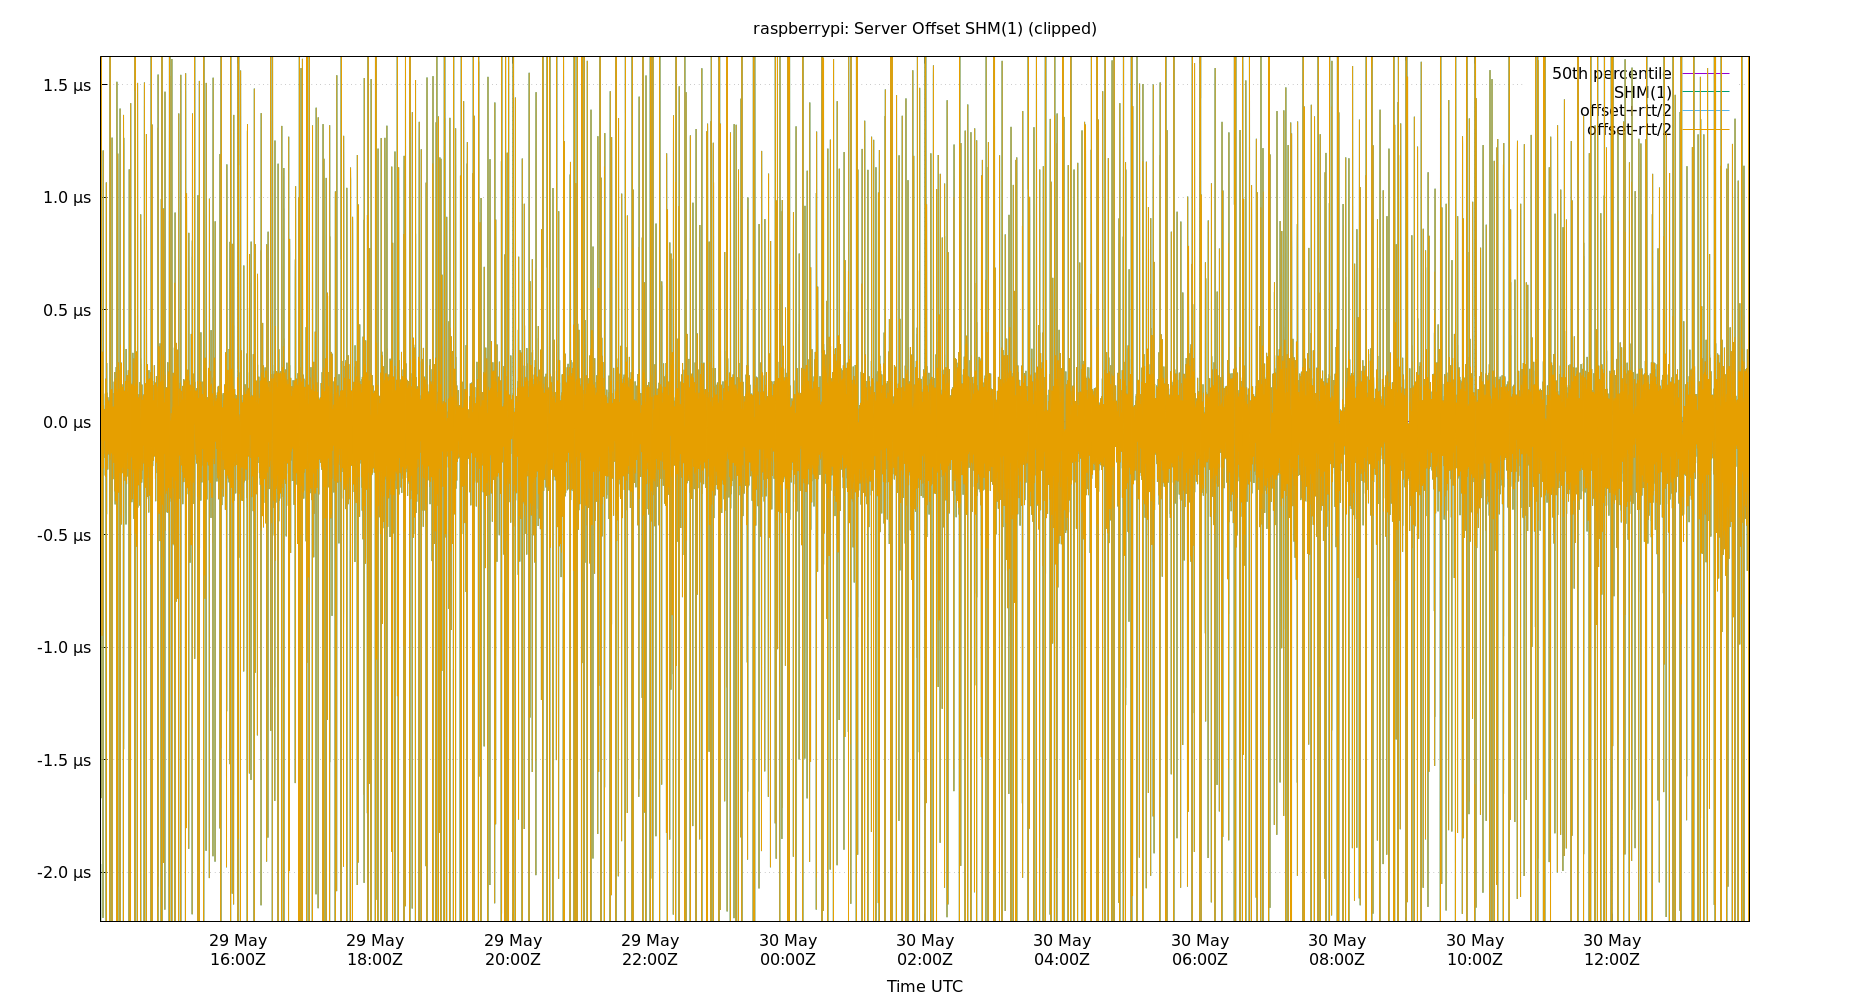 raspberrypi: Server Offset SHM(1) (clipped)
50th percentile
SHM(1)
offset+rtt/2
offset-rtt/2
1.5 µs
1.0 µs
0.5 µs
0.0 µs
-0.5 µs
-1.0 µs
-1.5 µs
-2.0 µs
29 May 29 May 29 May 29 May 30 May 30 May 30 May 30 May 30 May 30 May 30 May
16:00Z 18:00Z 20:00Z 22:00Z 00:00Z 02:00Z 04:00Z 06:00Z 08:00Z 10:00Z 12:00Z
Time UTC